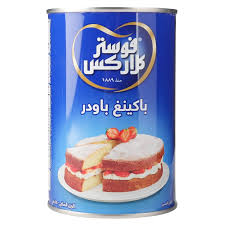 فوستر
كلاركس
منذ ١٨٨٩
باكينغ باودر